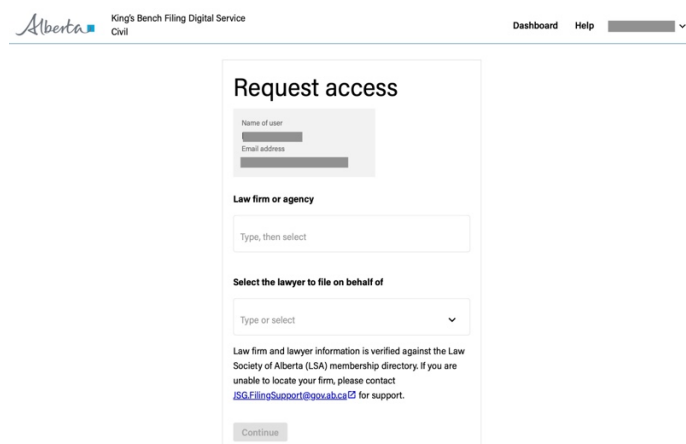 Alberta
King's Bench Filing Digital Service
Civil
Dashboard
Help
Request access
Name of user
Email address
Law firm or agency
Type, then select
Select the lawyer to file on behalf of
Type or select
Law firm and lawyer information is verified against the Law
Society of Alberta (LSA) membership directory. If you are
unable to locate your firm, please contact
JSG.FilingSupport@gov.ab.ca for support.
Continue